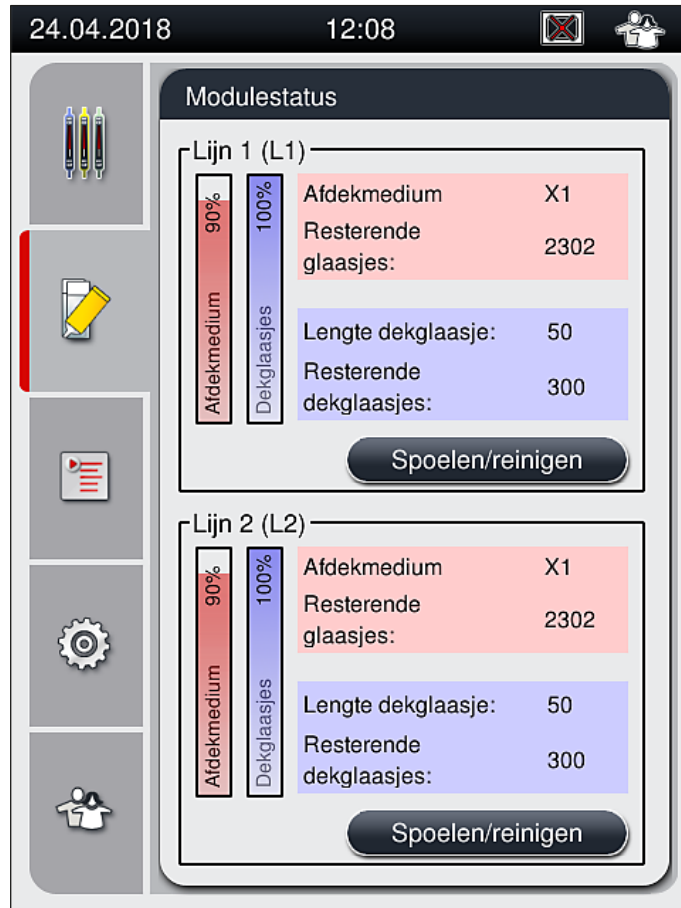 24.04.2018 12:08
Modulestatus
Lijn 1 (L1)
90% Afdekmedium
100% Dekglaasjes
Afdekmedium X1
Resterende
glaasjes: 2302
Lengte dekglaasje: 50
Resterende
dekglaasjes: 300
Spoelen/reinigen
Lijn 2 (L2)
90% Afdekmedium
100% Dekglaasjes
Afdekmedium X1
Resterende
glaasjes: 2302
Lengte dekglaasje: 50
Resterende
dekglaasjes: 300
Spoelen/reinigen